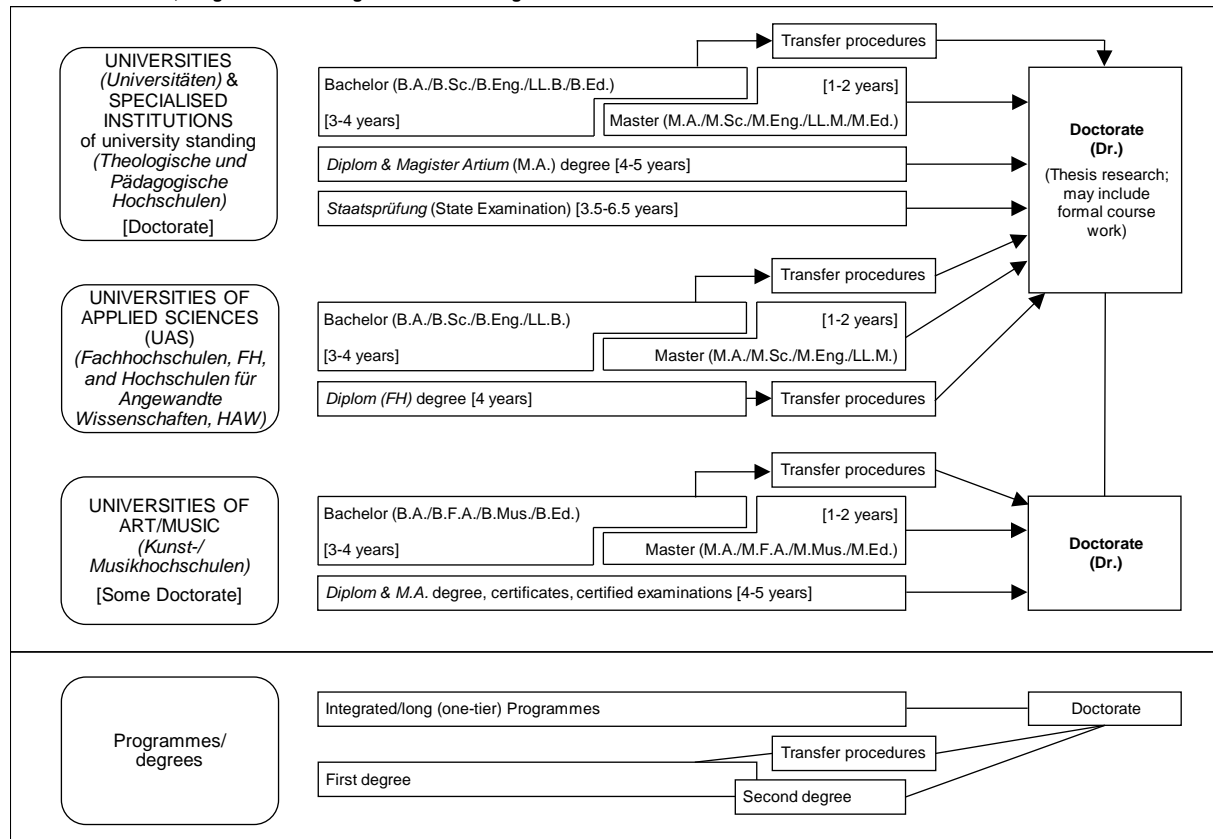 UNIVERSITIES
(Universitäten) &
SPECIALISED
INSTITUTIONS
of university standing
(Theologische und
Pädagogische
Hochschulen)
[Doctorate]
Transfer procedures
Bachelor (B.A./B.Sc./B.Eng./LL.B./B.Ed.)
[3-4 years]
[1-2 years]
Master (M.A./M.Sc./M.Eng./LL.M./M.Ed.)
Diplom & Magister Artium (M.A.) degree [4-5 years]
Staatsprüfung (State Examination) [3.5-6.5 years]
Doctorate
(Dr.)
(Thesis research;
may include
formal course
work)
UNIVERSITIES OF
APPLIED SCIENCES
(UAS)
(Fachhochschulen, FH,
and Hochschulen für
Angewandte
Wissenschaften, HAW)
Transfer procedures
Bachelor (B.A./B.Sc./B.Eng./LL.B.)
[3-4 years]
[1-2 years]
Master (M.A./M.Sc./M.Eng./LL.M.)
Diplom (FH) degree [4 years]
Transfer procedures
UNIVERSITIES OF
ART/MUSIC
(Kunst-/
Musikhochschulen)
[Some Doctorate]
Transfer procedures
Bachelor (B.A./B.F.A./B.Mus./B.Ed.)
[3-4 years]
[1-2 years]
Master (M.A./M.F.A./M.Mus./M.Ed.)
Diplom & M.A. degree, certificates, certified examinations [4-5 years]
Doctorate
(Dr.)
Programmes/
degrees
Integrated/long (one-tier) Programmes
Doctorate
Transfer procedures
First degree
Second degree